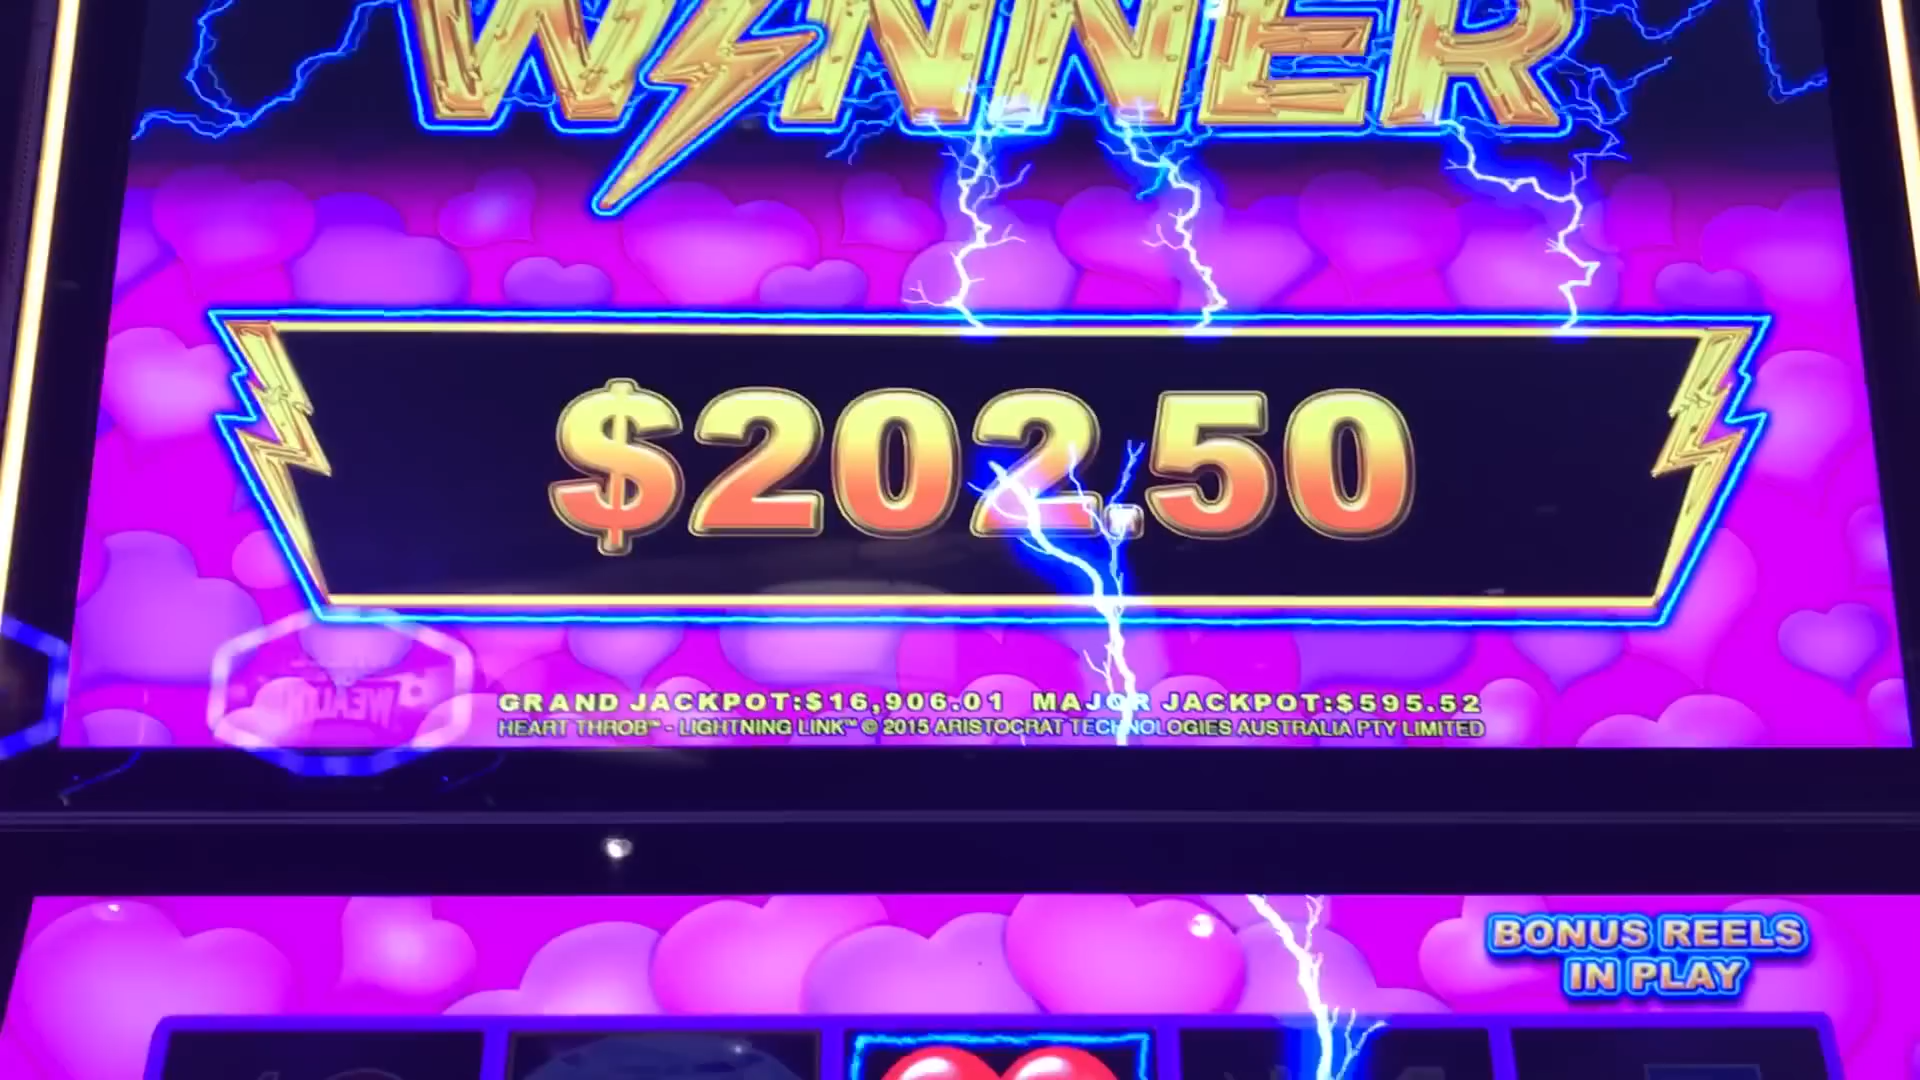 WINNER
$202.50
GRAND JACKPOT:$16,906.01 MAJOR JACKPOT:$595.52
HEART THROB™ - LIGHTNING LINK™ © 2015 ARISTOCRAT TECHNOLOGIES AUSTRALIA PTY LIMITED
WEALTH
BONUS REELS
IN PLAY